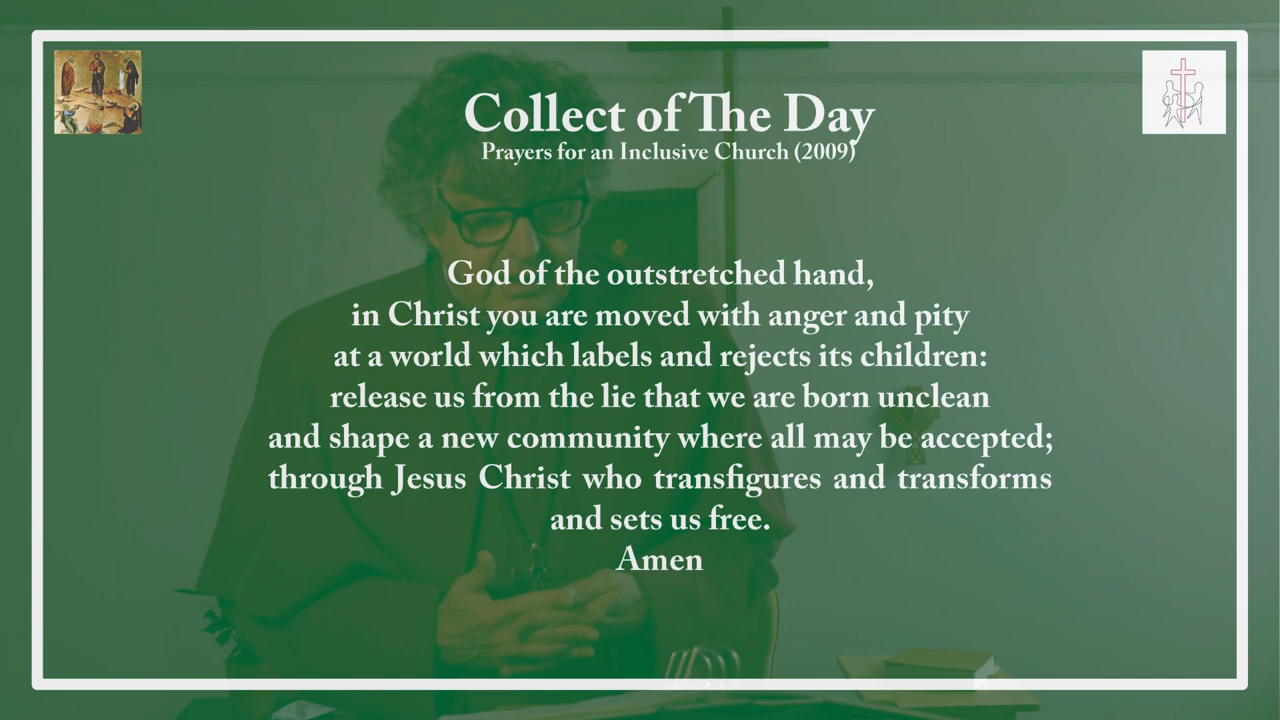 Collect of The Day
Prayers for an Inclusive Church (2009)
God of the outstretched hand,
in Christ you are moved with anger and pity
at a world which labels and rejects its children:
release us from the lie that we are born unclean
and shape a new community where all may be accepted;
through Jesus Christ who transfigures and transforms
and sets us free.
Amen